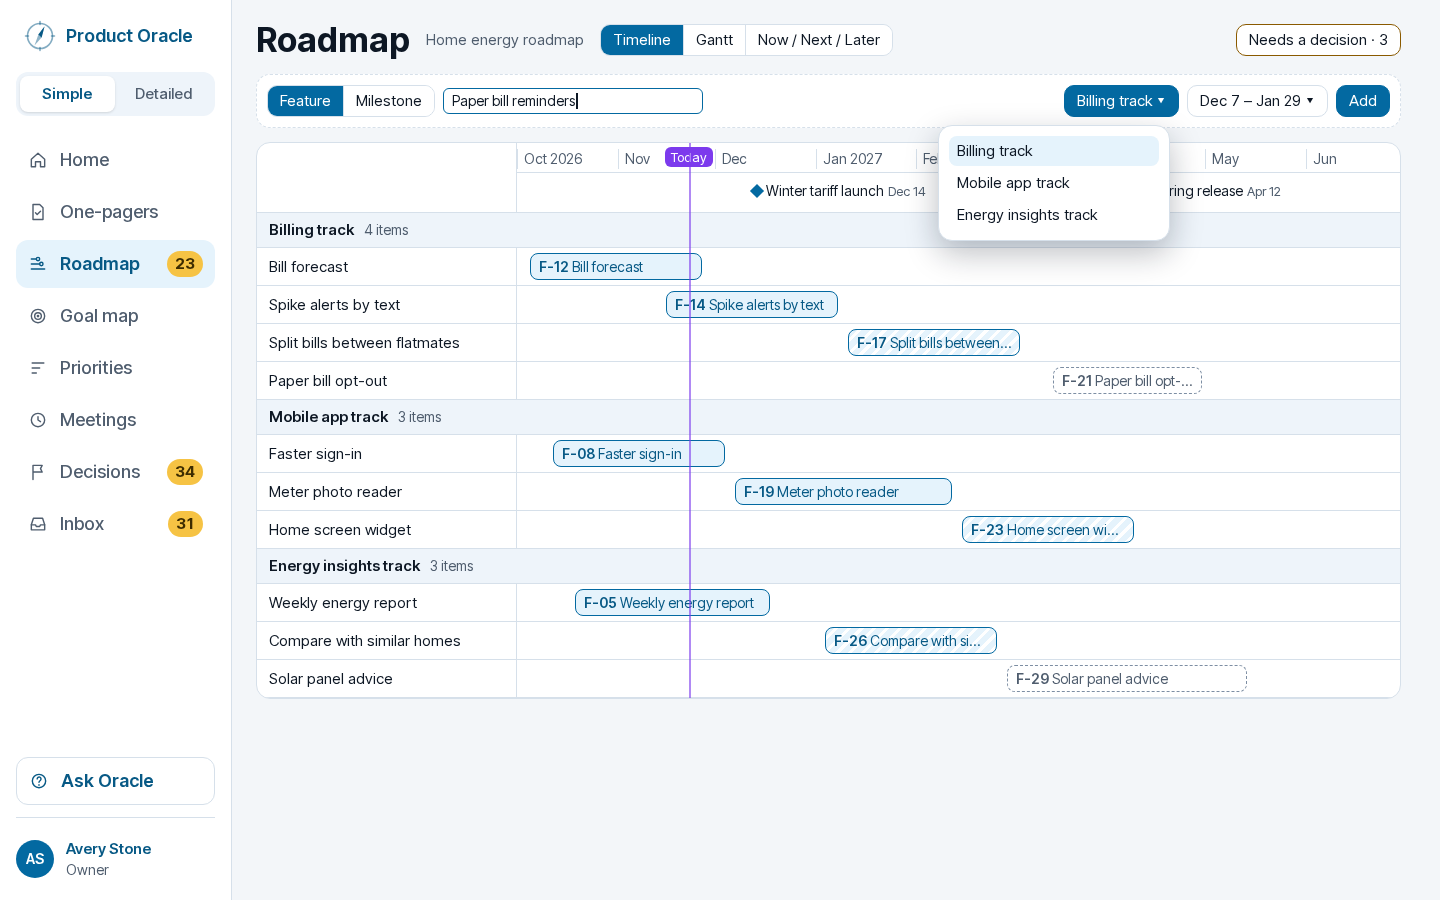 Product Oracle
Simple Detailed
Home
One-pagers
Roadmap 23
Goal map
Priorities
Meetings
Decisions 34
Inbox 31
Ask Oracle
AS Avery Stone
Owner
Roadmap Home energy roadmap Timeline Gantt Now / Next / Later Needs a decision · 3
Feature Milestone Paper bill reminders Billing track Dec 7 – Jan 29 Add
Billing track
Mobile app track
Energy insights track
Oct 2026 Nov Today Dec Jan 2027 May Jun
Winter tariff launch Dec 14 release Apr 12
Billing track 4 items
Bill forecast F-12 Bill forecast
Spike alerts by text F-14 Spike alerts by text
Split bills between flatmates F-17 Split bills between...
Paper bill opt-out F-21 Paper bill opt-...
Mobile app track 3 items
Faster sign-in F-08 Faster sign-in
Meter photo reader F-19 Meter photo reader
Home screen widget F-23 Home screen wi...
Energy insights track 3 items
Weekly energy report F-05 Weekly energy report
Compare with similar homes F-26 Compare with si...
Solar panel advice F-29 Solar panel advice